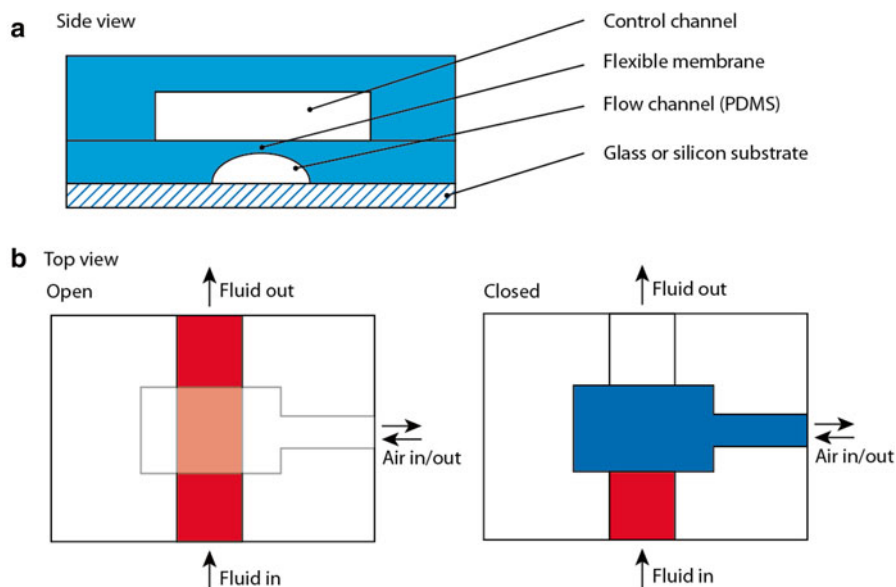 a Side view
Control channel
Flexible membrane
Flow channel (PDMS)
Glass or silicon substrate
b Top view
Open
Fluid out
Air in/out
Fluid in
Closed
Fluid out
Air in/out
Fluid in